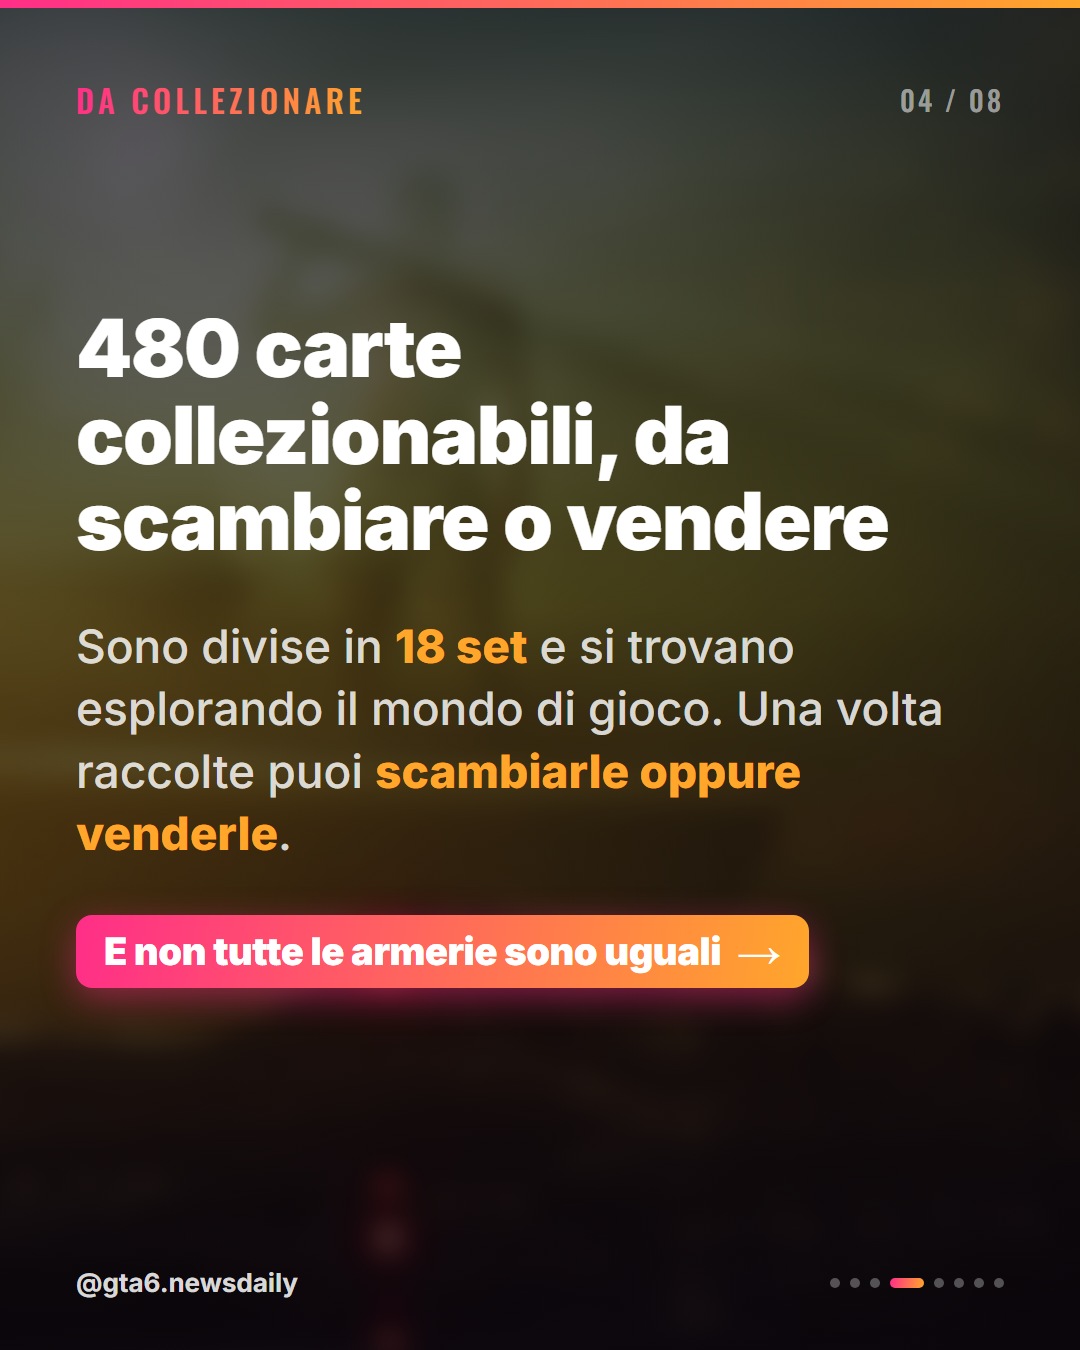 DA COLLEZIONARE
04 / 08
480 carte
collezionabili, da
scambiare o vendere
Sono divise in 18 set e si trovano
esplorando il mondo di gioco. Una volta
raccolte puoi scambiarle oppure
venderle.
E non tutte le armerie sono uguali →
@gta6.newsdaily